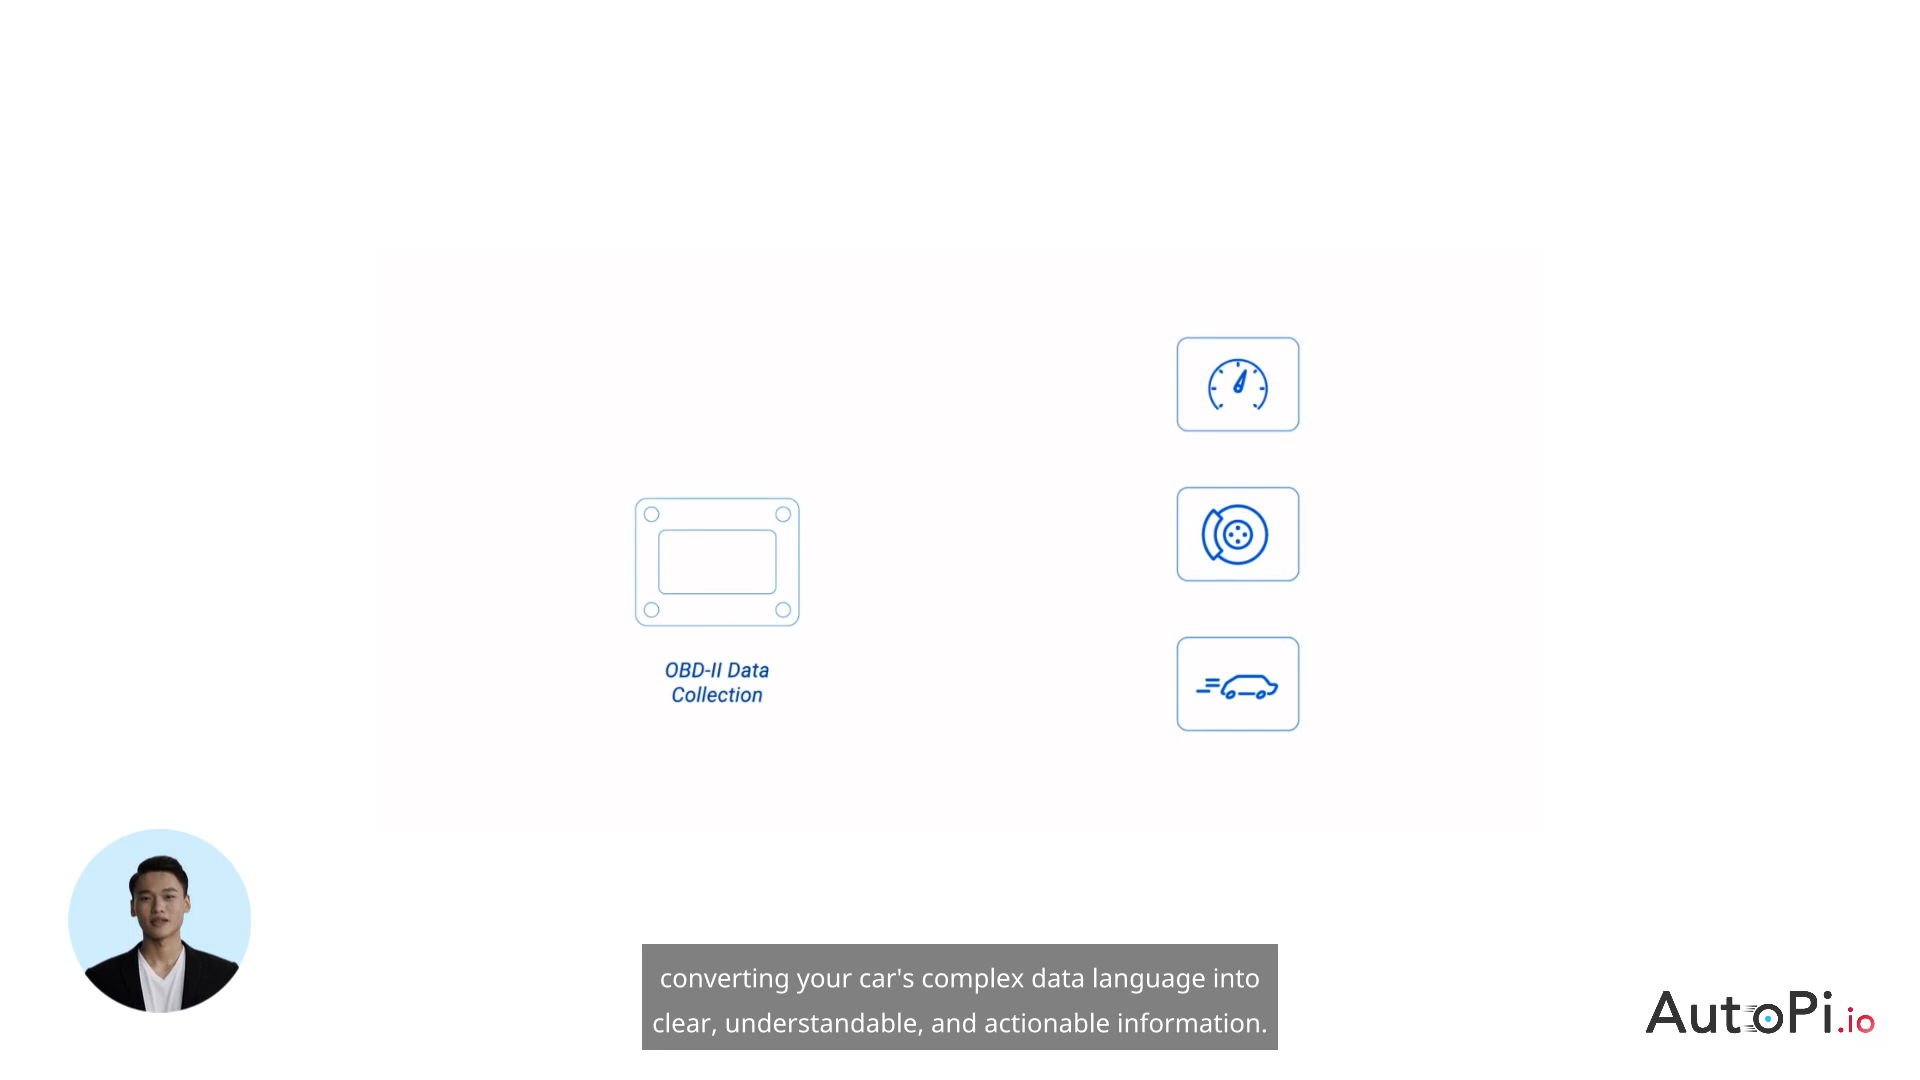 OBD-II Data
Collection
converting your car's complex data language into
clear, understandable, and actionable information.
AutoPi.io